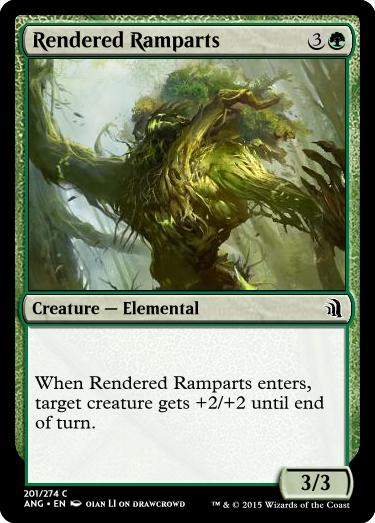 Rendered Ramparts 3
Creature — Elemental
When Rendered Ramparts enters,
target creature gets +2/+2 until end
of turn.
3/3
201/274 C
ANG • EN OIAN LI ON DRAWCROWD
™ & © 2015 Wizards of the Coast